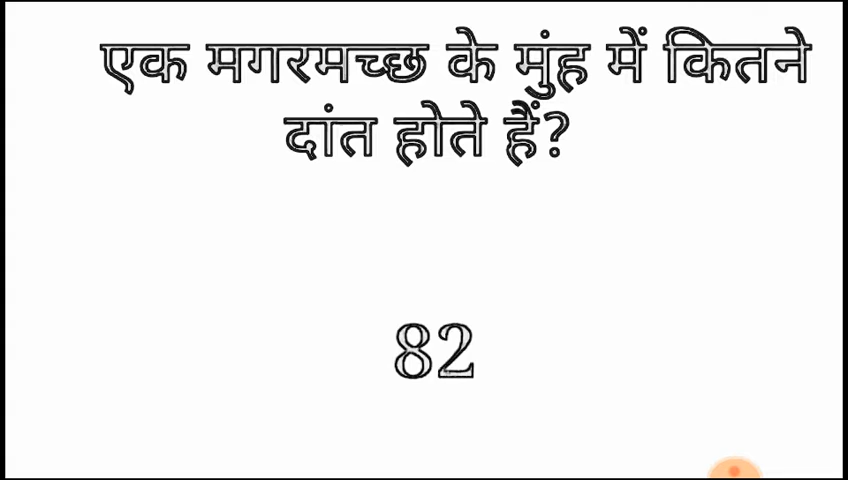 एक मगरमच्छ के मुंह में कितने
दांत होते हैं?
82